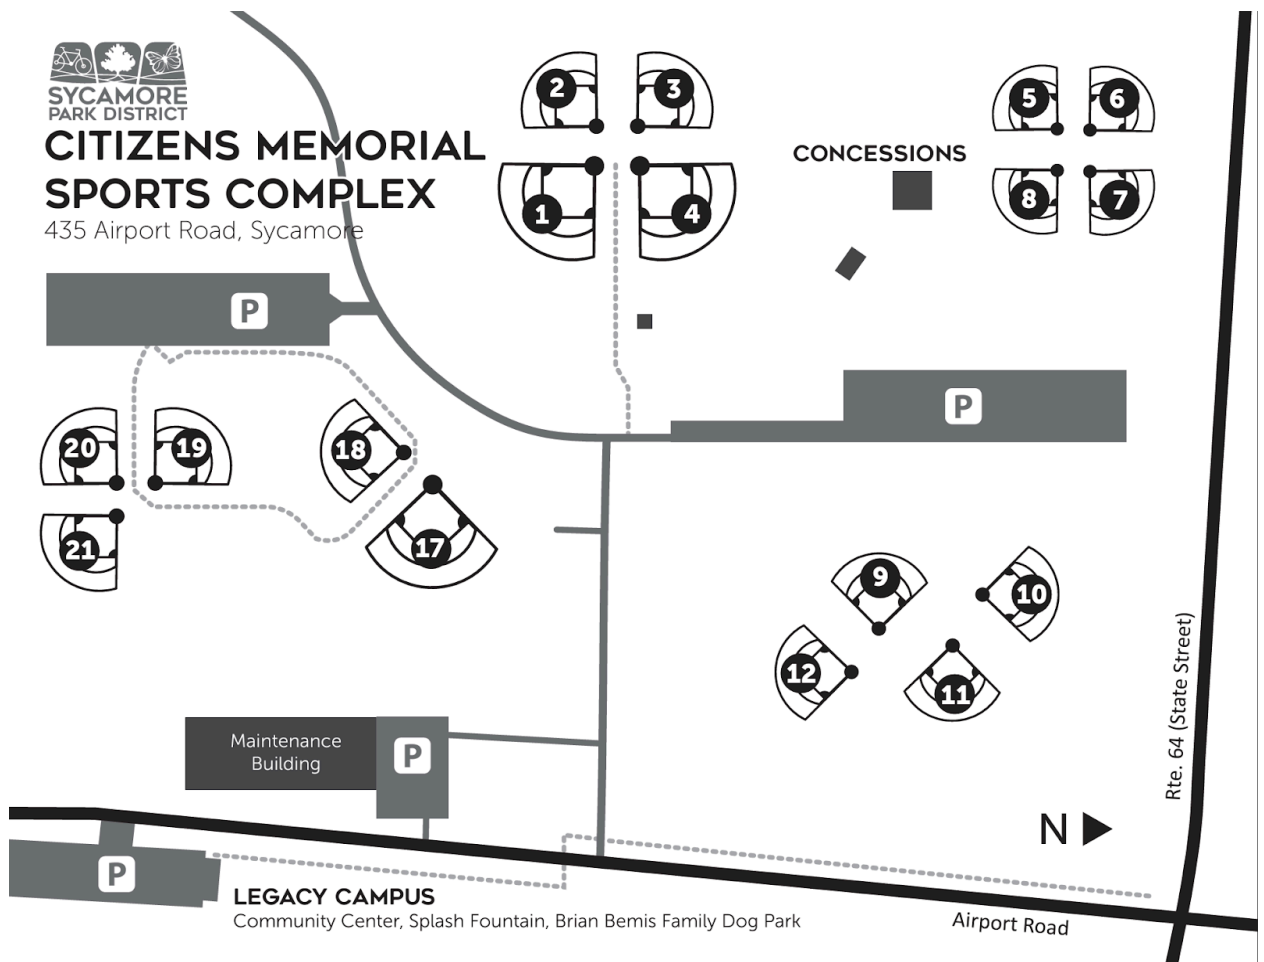 SYCAMORE
PARK DISTRICT
CITIZENS MEMORIAL
SPORTS COMPLEX
435 Airport Road, Sycamore
2
3
1
4
CONCESSIONS
5
6
8
7
P
P
20
19
18
21
17
9
10
12
11
Rte. 64 (State Street)
Maintenance
Building
P
N
P
LEGACY CAMPUS
Community Center, Splash Fountain, Brian Bemis Family Dog Park
Airport Road